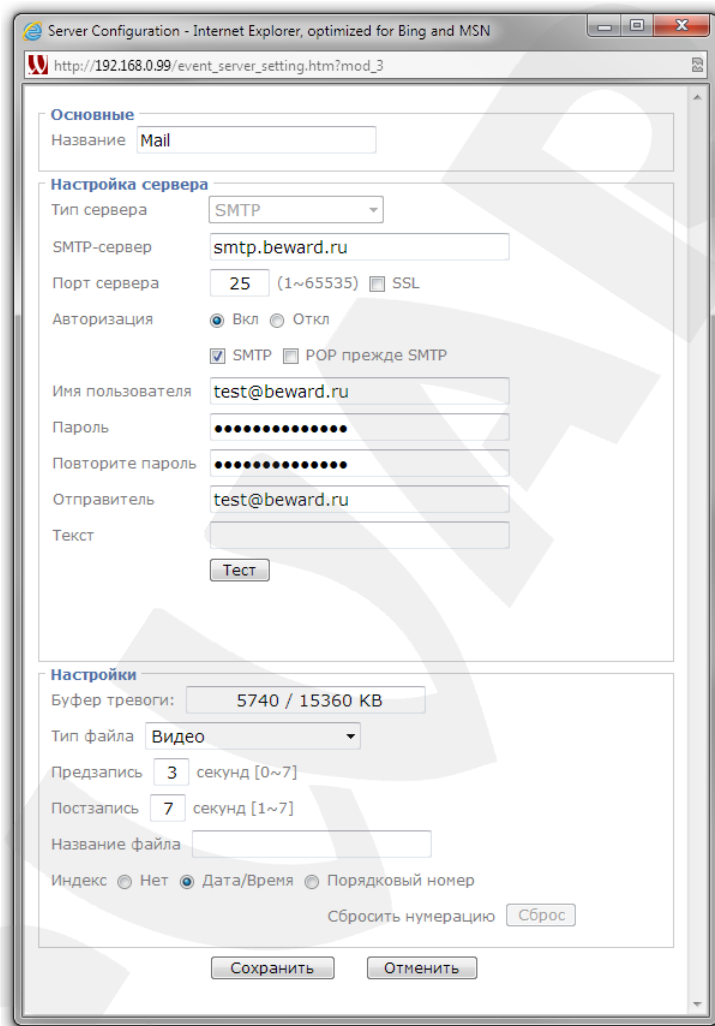 Server Configuration - Internet Explorer, optimized for Bing and MSN
http://192.168.0.99/event_server_setting.htm?mod_3
Основные
Название Mail
Настройка сервера
Тип сервера SMTP
SMTP-сервер smtp.beward.ru
Порт сервера 25 (1~65535) SSL
Авторизация Вкл Откл
SMTP POP прежде SMTP
Имя пользователя test@beward.ru
Пароль ●●●●●●●●●●●●●●
Повторите пароль ●●●●●●●●●●●●●●
Отправитель test@beward.ru
Текст
Тест
Настройки
Буфер тревоги: 5740 / 15360 KB
Тип файла Видео
Предзапись 3 секунд [0~7]
Постзапись 7 секунд [1~7]
Название файла
Индекс Нет Дата/Время Порядковый номер
Сбросить нумерацию Сброс
Сохранить Отменить